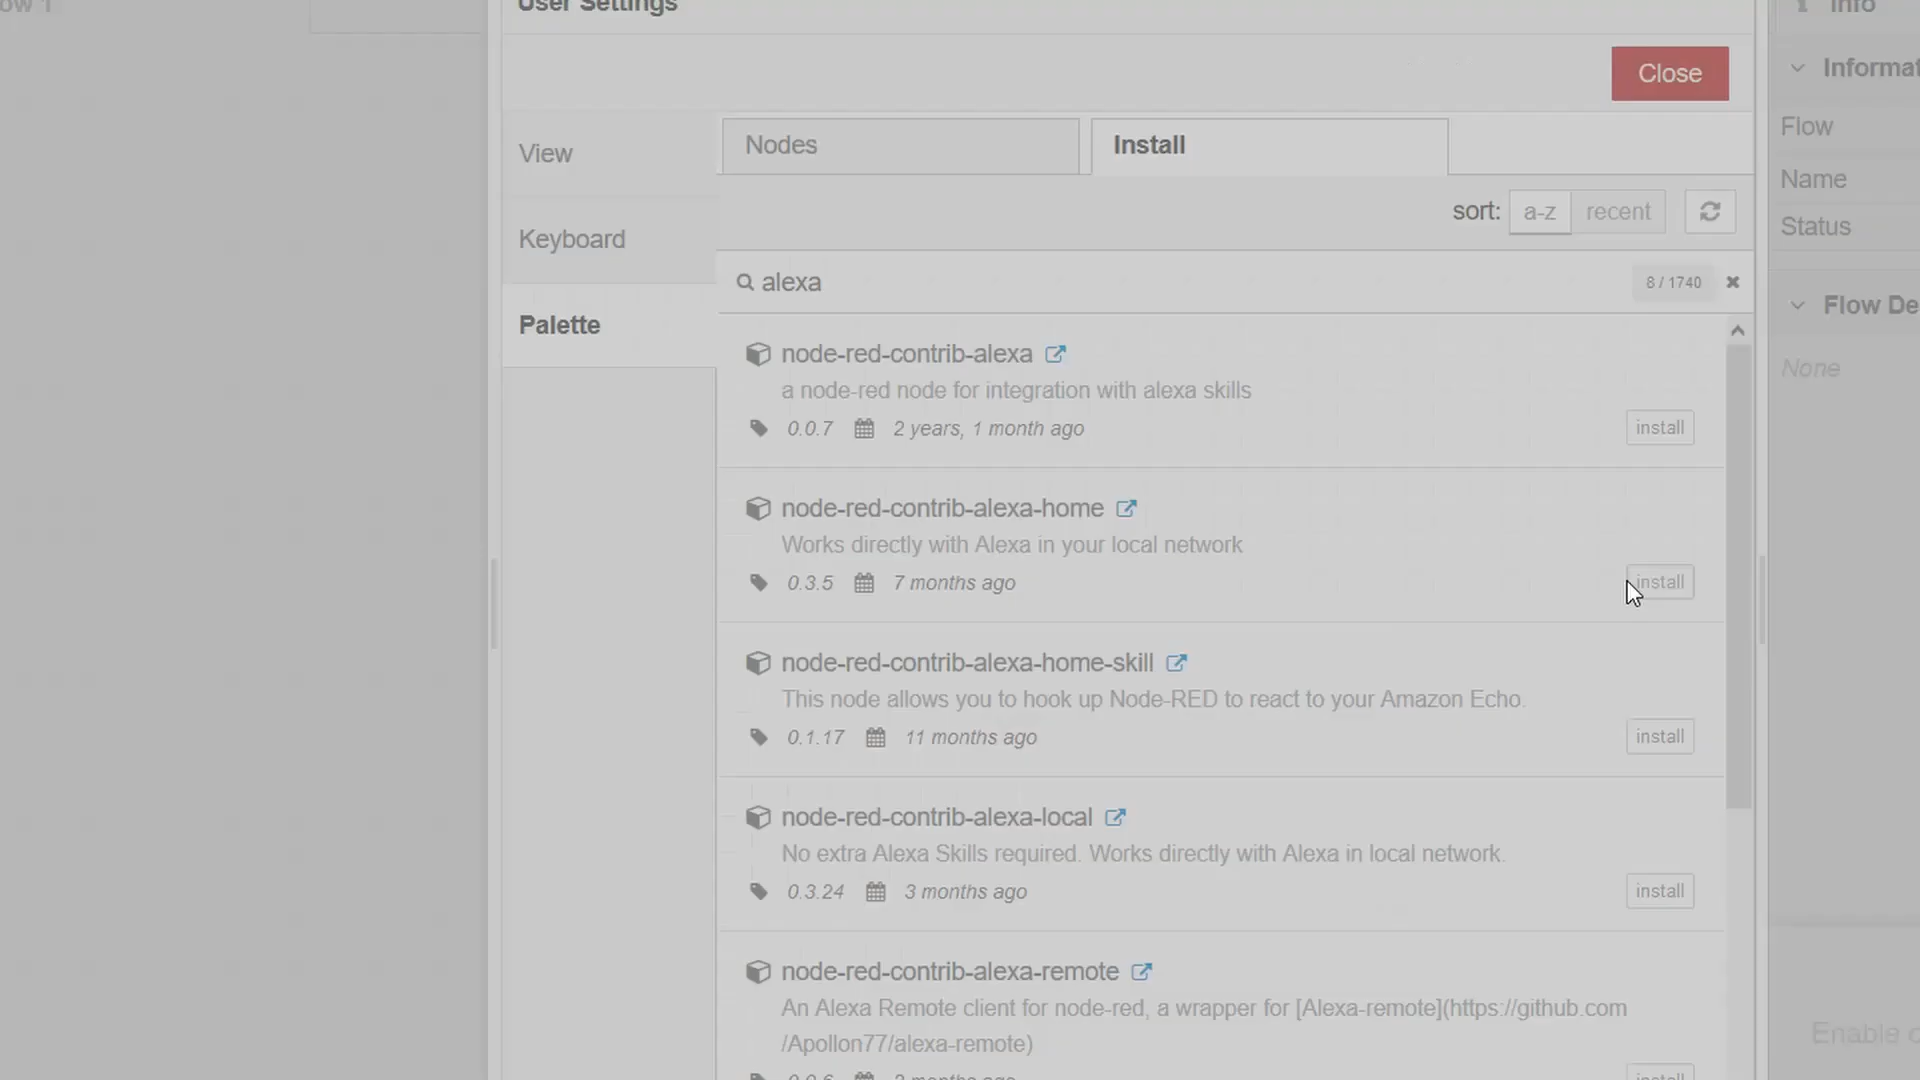 ow 1
User Settings
Info
Close
Informat
View
Nodes
Install
Flow
Name
sort: a-z recent
Status
Keyboard
alexa
8 / 1740
Palette
Flow De
node-red-contrib-alexa
a node-red node for integration with alexa skills
None
0.0.7 2 years, 1 month ago
install
node-red-contrib-alexa-home
Works directly with Alexa in your local network
0.3.5 7 months ago
install
node-red-contrib-alexa-home-skill
This node allows you to hook up Node-RED to react to your Amazon Echo.
0.1.17 11 months ago
install
node-red-contrib-alexa-local
No extra Alexa Skills required. Works directly with Alexa in local network.
0.3.24 3 months ago
install
node-red-contrib-alexa-remote
An Alexa Remote client for node-red, a wrapper for [Alexa-remote](https://github.com
/Apollon77/alexa-remote)
Enable
months ago
install